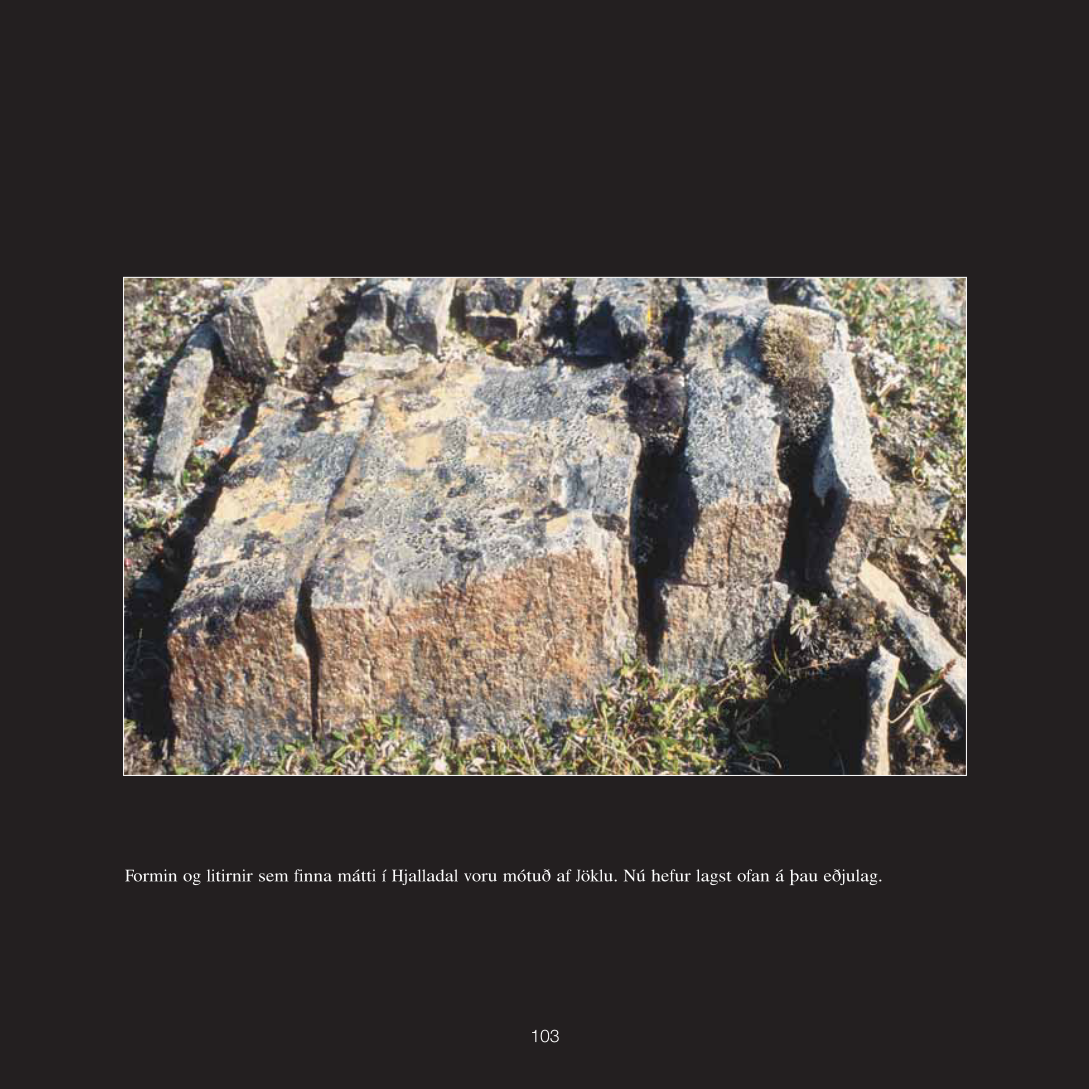 Formin og litirnir sem finna mátti í Hjalladal voru mótuð af Jöklu. Nú hefur lagst ofan á þau eðjulag.
103